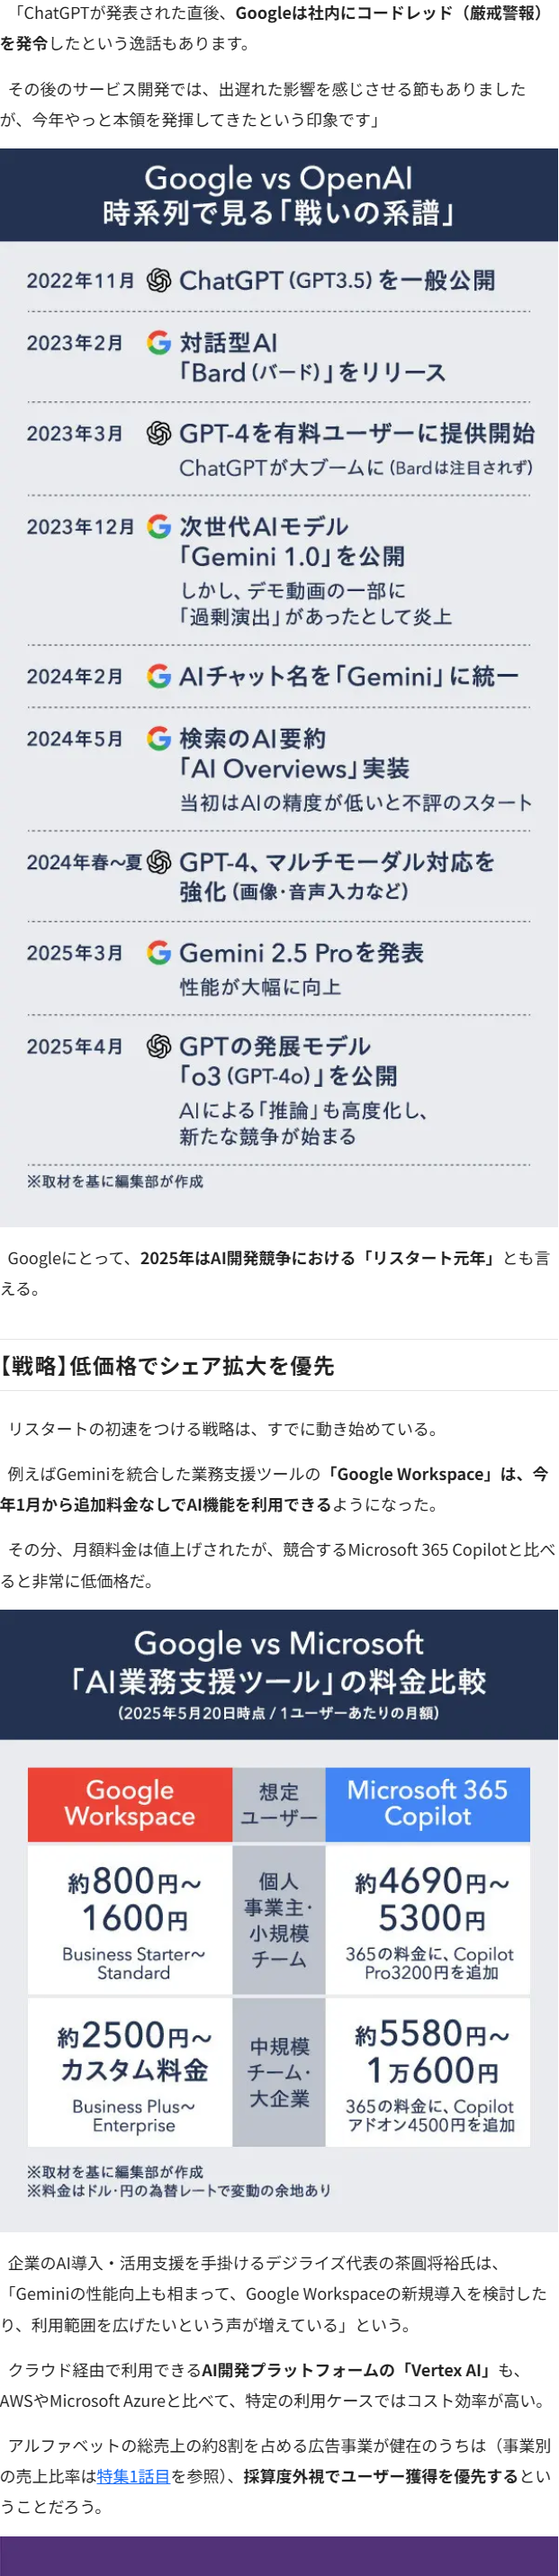 「ChatGPTが発表された直後、Googleは社内にコードレッド（厳戒警報）
を発令したという逸話もあります。
その後のサービス開発では、出遅れた影響を感じさせる節もありました
が、今年やっと本領を発揮してきたという印象です」
Google vs OpenAI
時系列で見る「戦いの系譜」
2022年11月 ChatGPT(GPT3.5)を一般公開
2023年2月 対話型AI
「Bard(バード)」をリリース
2023年3月 GPT-4を有料ユーザーに提供開始
ChatGPTが大ブームに(Bardは注目されず)
2023年12月 次世代AIモデル
「Gemini 1.0」を公開
しかし、デモ動画の一部に
「過剰演出」があったとして炎上
2024年2月 AIチャット名を「Gemini」に統一
2024年5月 検索のAI要約
「AI Overviews」実装
当初はAIの精度が低いと不評のスタート
2024年春〜夏 GPT-4、マルチモーダル対応を
強化(画像・音声入力など)
2025年3月 Gemini 2.5 Proを発表
性能が大幅に向上
2025年4月 GPTの発展モデル
「o3(GPT-4o)」を公開
AIによる「推論」も高度化し、
新たな競争が始まる
※取材を基に編集部が作成
Googleにとって、2025年はAI開発競争における「リスタート元年」とも言
える。
【戦略】低価格でシェア拡大を優先
リスタートの初速をつける戦略は、すでに動き始めている。
例えばGeminiを統合した業務支援ツールの「Google Workspace」は、今
年1月から追加料金なしでAI機能を利用できるようになった。
その分、月額料金は値上げされたが、競合するMicrosoft 365 Copilotと比べ
ると非常に低価格だ。
Google vs Microsoft
「AI業務支援ツール」の料金比較
(2025年5月20日時点 / 1ユーザーあたりの月額)
Google
Workspace
想定
ユーザー
Microsoft 365
Copilot
約800円〜
1600円
Business Starter〜
Standard
個人
事業主・
小規模
チーム
約4690円〜
5300円
365の料金に、Copilot
Pro3200円を追加
約2500円〜
カスタム料金
Business Plus〜
Enterprise
中規模
チーム・
大企業
約5580円〜
1万600円
365の料金に、Copilot
アドオン4500円を追加
※取材を基に編集部が作成
※料金はドル・円の為替レートで変動の余地あり
企業のAI導入・活用支援を手掛けるデジライズ代表の茶圓将裕氏は、
「Geminiの性能向上も相まって、Google Workspaceの新規導入を検討した
り、利用範囲を広げたいという声が増えている」という。
クラウド経由で利用できるAI開発プラットフォームの「Vertex AI」も、
AWSやMicrosoft Azureと比べて、特定の利用ケースではコスト効率が高い。
アルファベットの総売上の約8割を占める広告事業が健在のうちは（事業別
の売上比率は特集1話目を参照）、採算度外視でユーザー獲得を優先するとい
うことだろう。